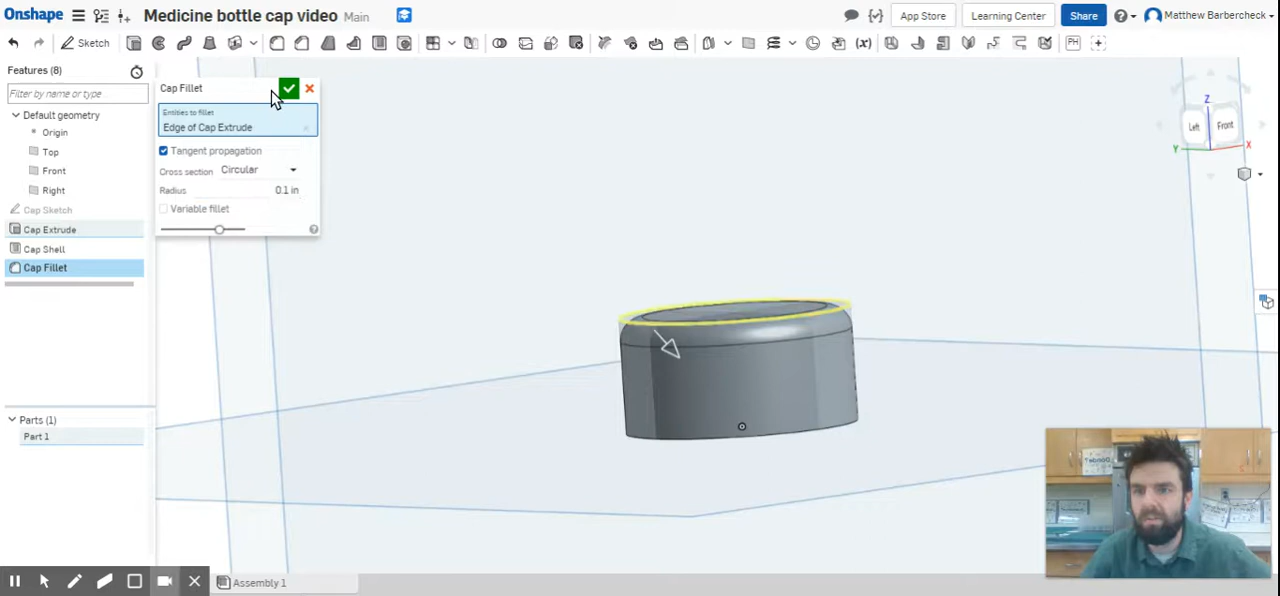 Onshape
Medicine bottle cap video Main
App Store
Learning Center
Share
Matthew Barbercheck
Sketch
Features (8)
Filter by name or type
Default geometry
Origin
Top
Front
Right
Cap Sketch
Cap Extrude
Cap Shell
Cap Fillet
Cap Fillet
Entities to fillet
Edge of Cap Extrude
Tangent propagation
Cross section Circular
Radius 0.1 in
Variable fillet
Z
Left
Front
Y
X
PH
Parts (1)
Part 1
Assembly 1